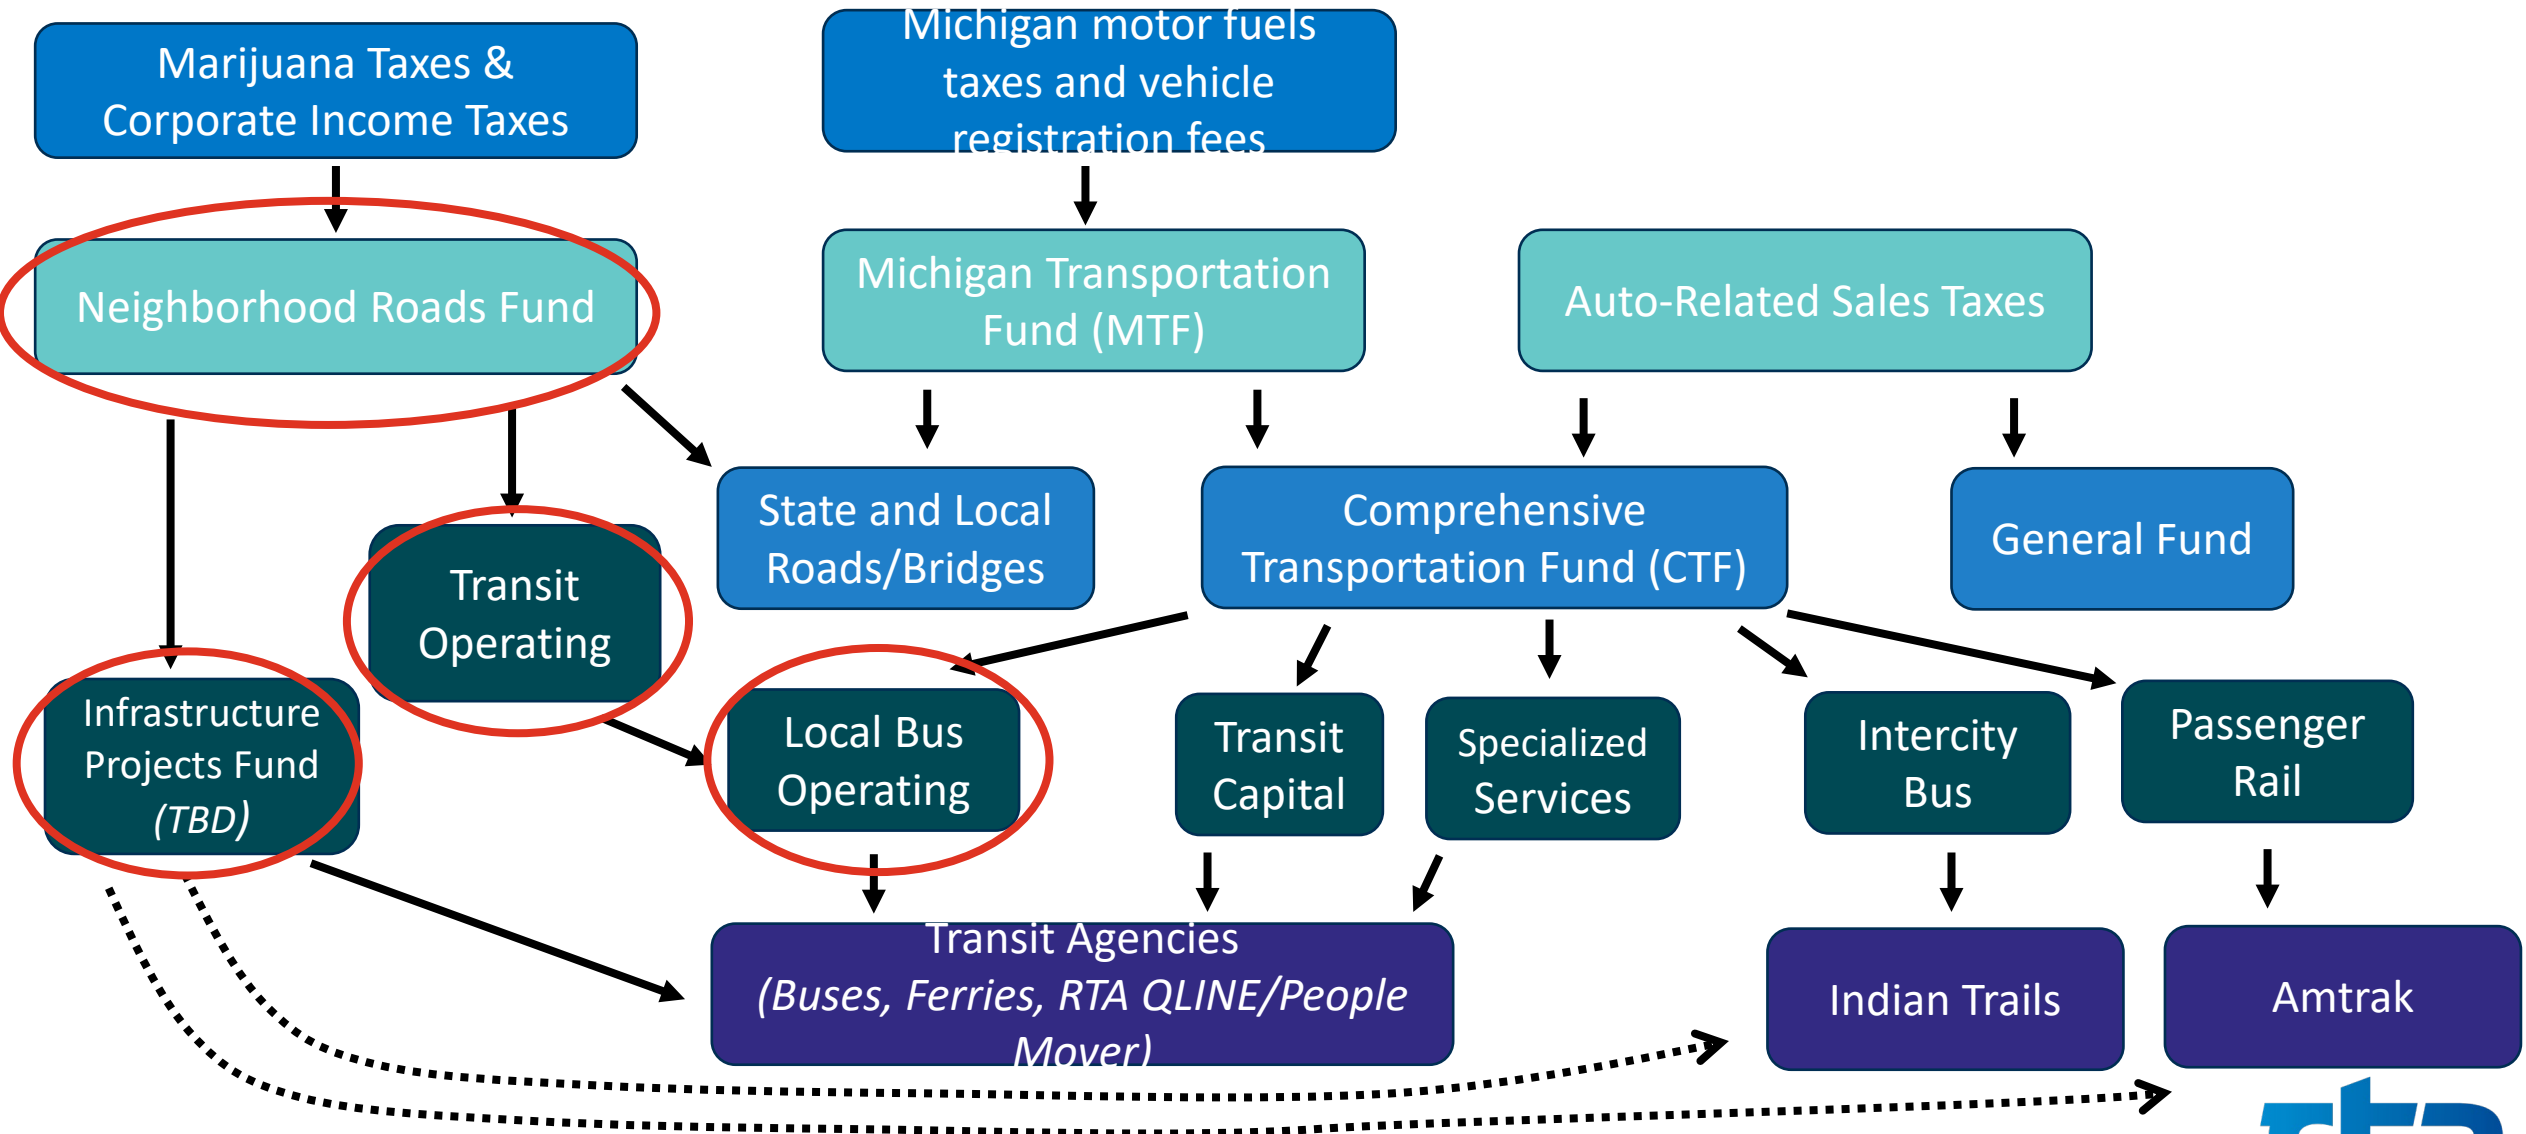 Marijuana Taxes &
Corporate Income Taxes
Michigan motor fuels
taxes and vehicle
registration fees
Neighborhood Roads Fund
Michigan Transportation
Fund (MTF)
Auto-Related Sales Taxes
State and Local
Roads/Bridges
Comprehensive
Transportation Fund (CTF)
General Fund
Transit
Operating
Infrastructure
Projects Fund
(TBD)
Local Bus
Operating
Transit
Capital
Specialized
Services
Intercity
Bus
Passenger
Rail
Transit Agencies
(Buses, Ferries, RTA QLINE/People
Mover)
Indian Trails
Amtrak
rta